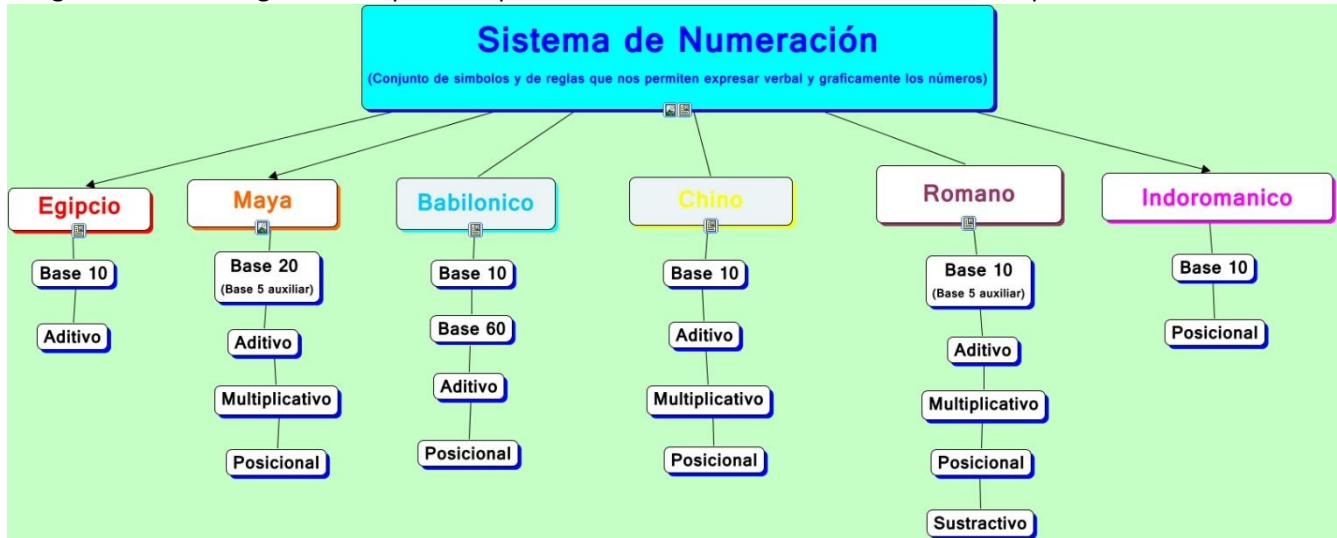 Sistema de Numeración
(Conjunto de simbolos y de reglas que nos permiten expresar verbal y graficamente los números)
Egipcio
Base 10
Aditivo
Maya
Base 20
(Base 5 auxiliar)
Aditivo
Multiplicativo
Posicional
Babilonico
Base 10
Base 60
Aditivo
Posicional
Chino
Base 10
Aditivo
Multiplicativo
Posicional
Romano
Base 10
(Base 5 auxiliar)
Aditivo
Multiplicativo
Posicional
Sustractivo
Indoromanico
Base 10
Posicional